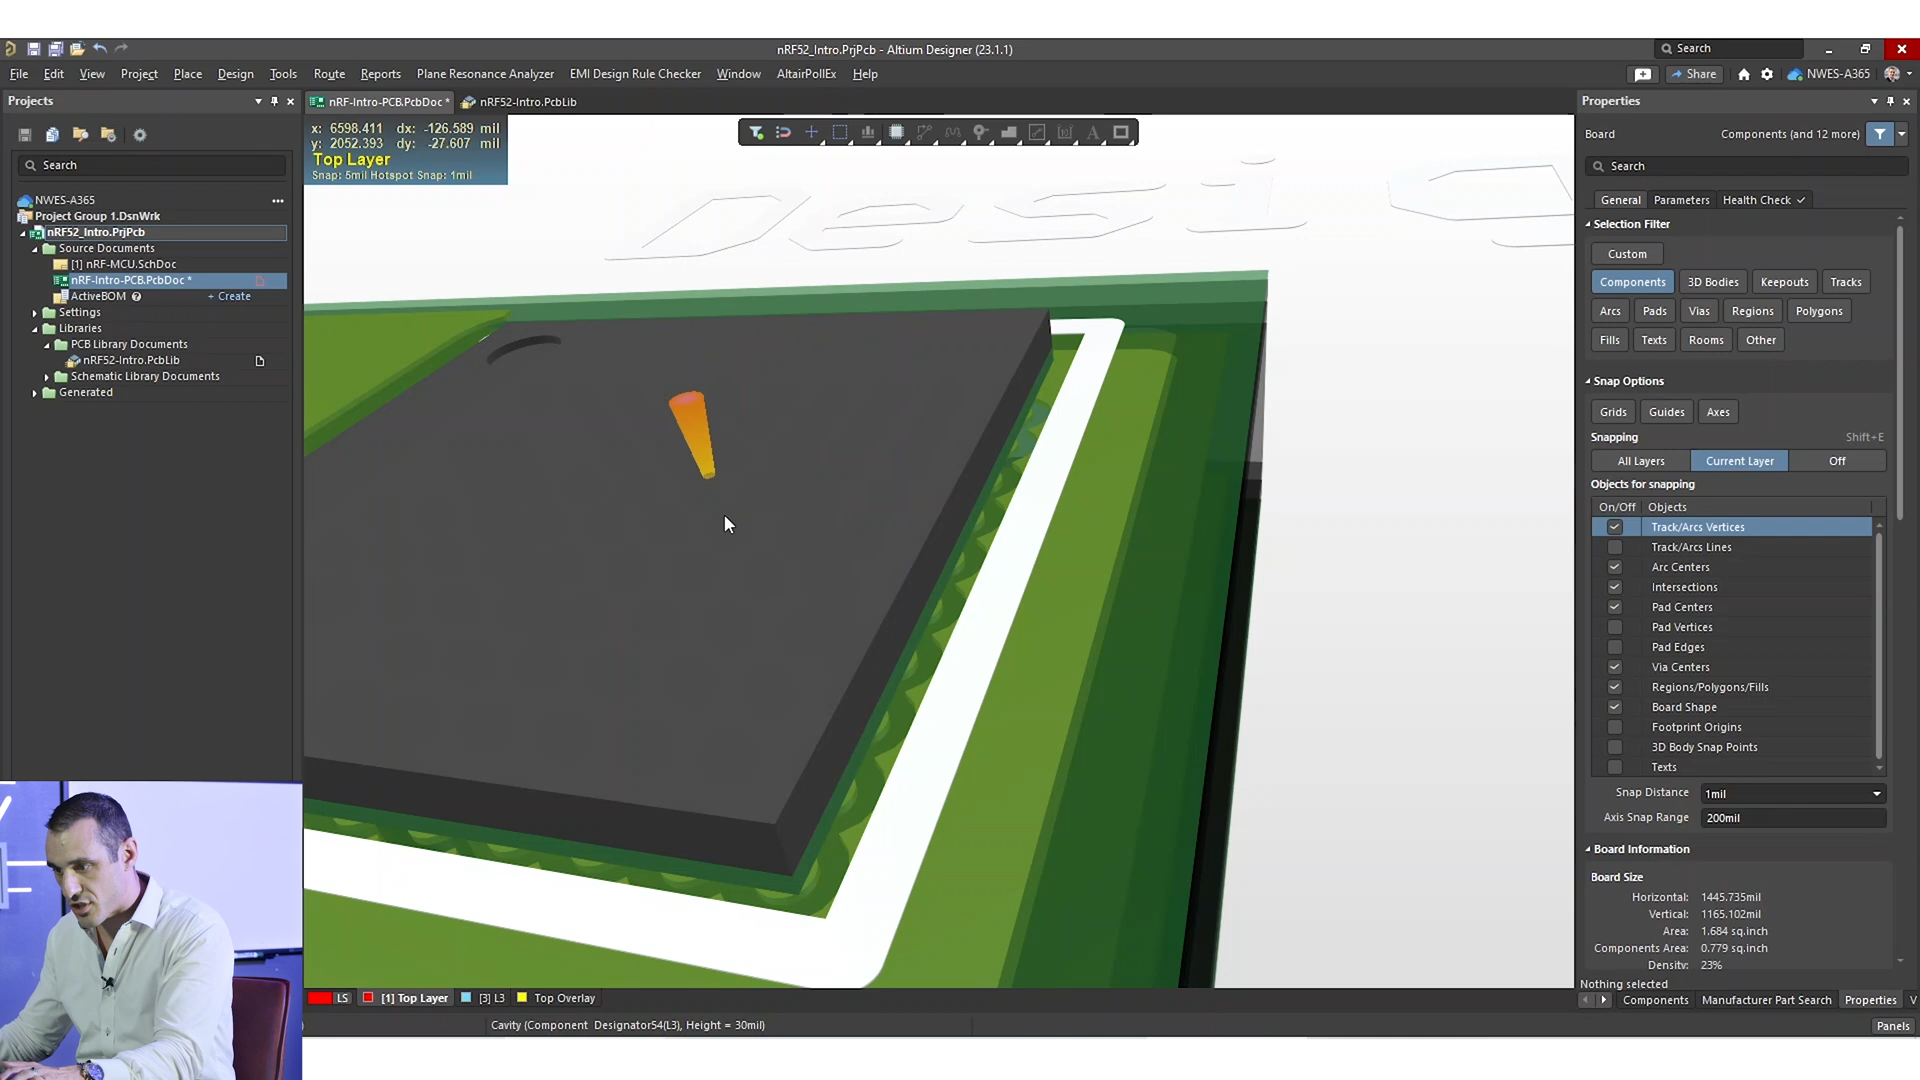 nRF52_Intro.PrjPcb - Altium Designer (23.1.1)
Search
File Edit View Project Place Design Tools Route Reports Plane Resonance Analyzer EMI Design Rule Checker Window AltairPollEx Help
Share
NWES-A365
Projects
nRF-Intro-PCB.PcbDoc *
nRF52-Intro.PcbLib
Properties
x: 6598.411 dx: -126.589 mil
y: 2052.393 dy: -27.607 mil
Top Layer
Snap: 5mil Hotspot Snap: 1mil
Search
NWES-A365
Project Group 1.DsnWrk
nRF52_Intro.PrjPcb
Source Documents
[1] nRF-MCU.SchDoc
nRF-Intro-PCB.PcbDoc *
ActiveBOM + Create
Settings
Libraries
PCB Library Documents
nRF52-Intro.PcbLib
Schematic Library Documents
Generated
Desig
Board Components (and 12 more)
Search
General Parameters Health Check
Selection Filter
Custom
Components 3D Bodies Keepouts Tracks
Arcs Pads Vias Regions Polygons
Fills Texts Rooms Other
Snap Options
Grids Guides Axes
Snapping Shift+E
All Layers Current Layer Off
Objects for snapping
On/Off Objects
Track/Arcs Vertices
Track/Arcs Lines
Arc Centers
Intersections
Pad Centers
Pad Vertices
Pad Edges
Via Centers
Regions/Polygons/Fills
Board Shape
Footprint Origins
3D Body Snap Points
Texts
Snap Distance 1mil
Axis Snap Range 200mil
Board Information
Board Size
Horizontal: 1445.735mil
Vertical: 1165.102mil
Area: 1.684 sq.inch
Components Area: 0.779 sq.inch
Density: 23%
Nothing selected
LS [1] Top Layer [3] L3 Top Overlay
Components Manufacturer Part Search Properties V
Cavity (Component Designator54(L3), Height = 30mil)
Panels